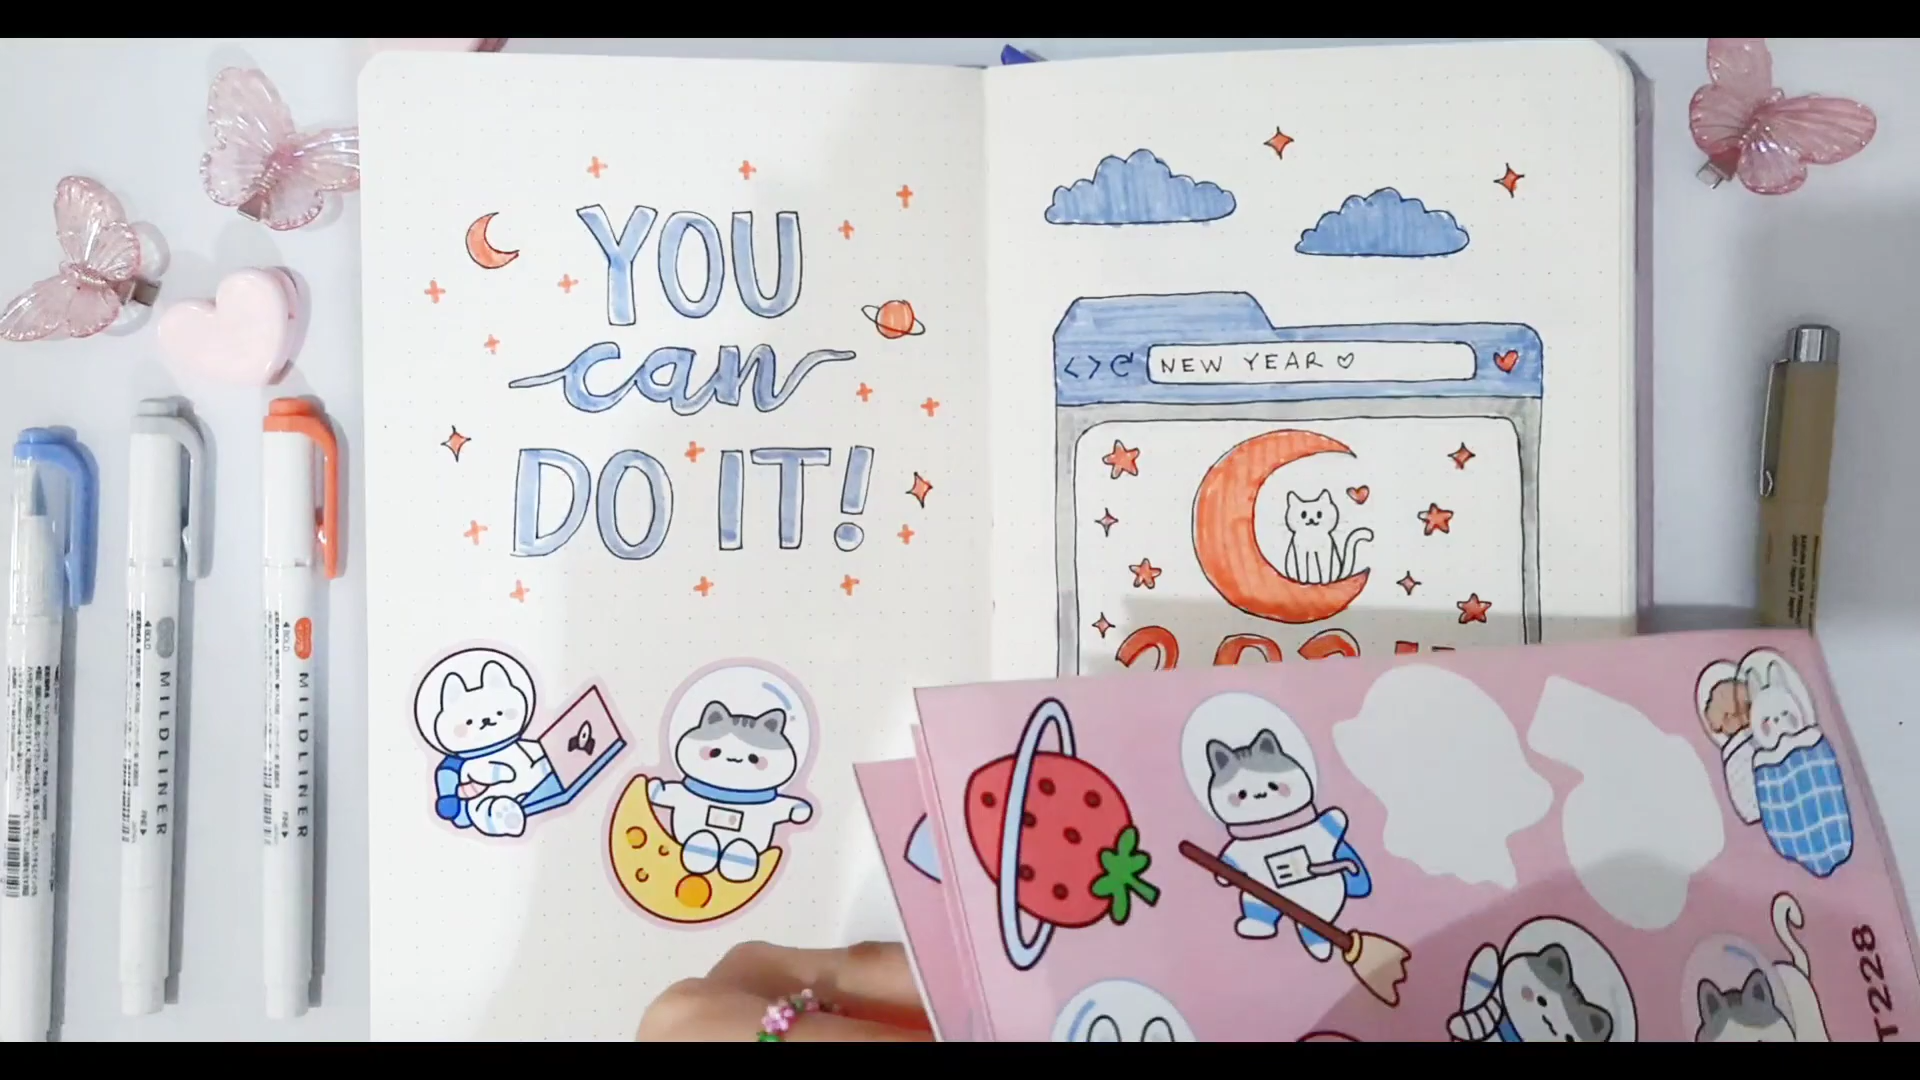 YOU
can
DO IT!
< > NEW YEAR ♡
MILDLINER
MILDLINER
T228